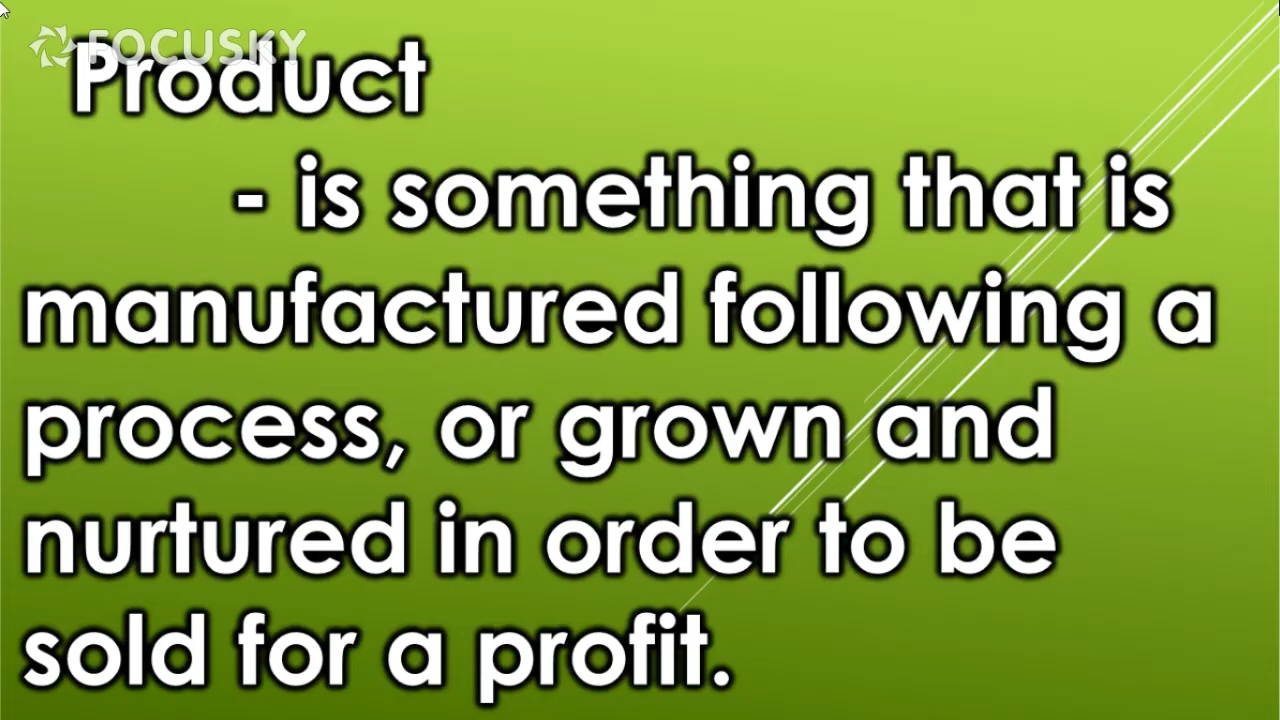 FOCUSKY
Product
- is something that is
manufactured following a
process, or grown and
nurtured in order to be
sold for a profit.